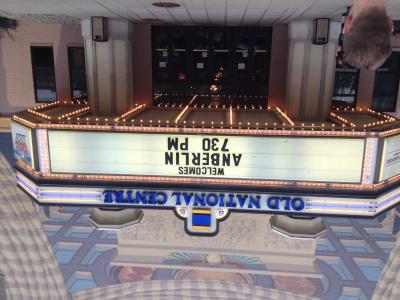 OLD NATIONAL CENTRE
WELCOMES
ANBERLIN
730 PM